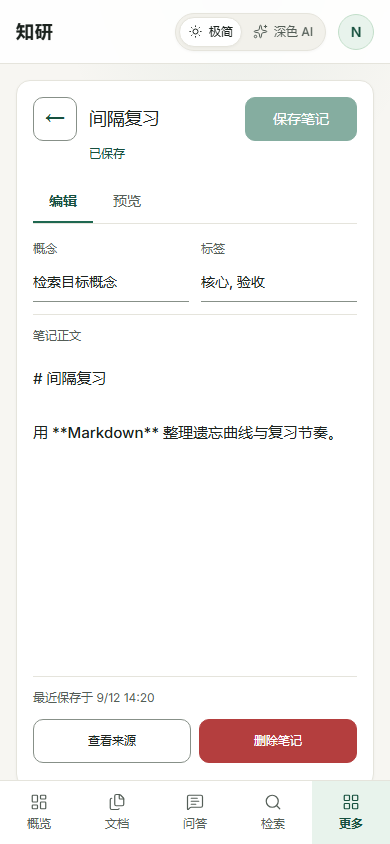 知研
极简
深色 AI
N
间隔复习
保存笔记
已保存
编辑
预览
概念
标签
检索目标概念
核心, 验收
笔记正文
# 间隔复习
用 **Markdown** 整理遗忘曲线与复习节奏。
最近保存于 9/12 14:20
查看来源
删除笔记
概览
文档
问答
检索
更多